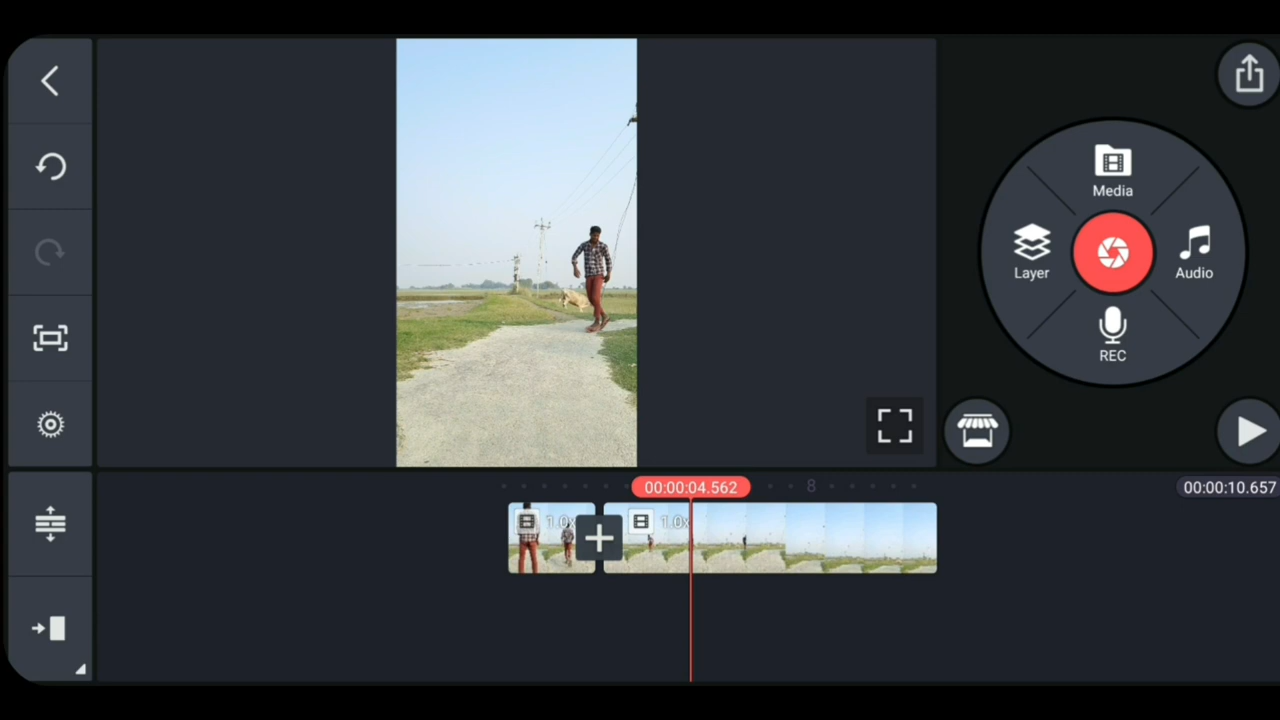 Media
Layer
Audio
REC
00:00:04.562
8
00:00:10.657
1.0x
1.0x